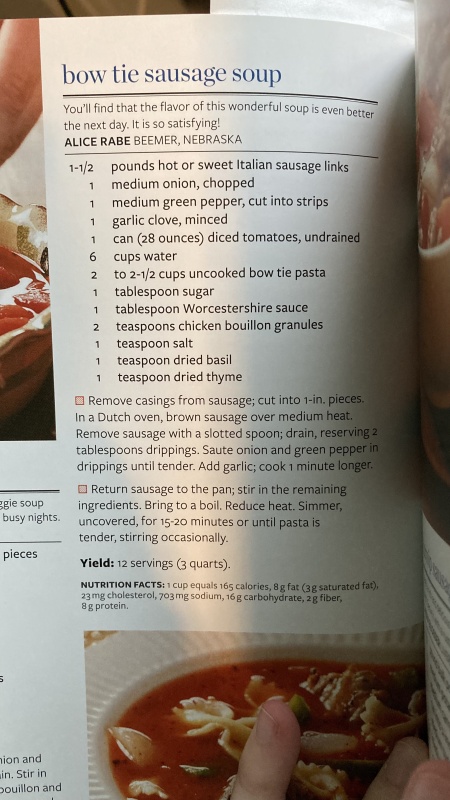 bow tie sausage soup
You'll find that the flavor of this wonderful soup is even better
the next day. It is so satisfying!
ALICE RABE BEEMER, NEBRASKA
1-1/2 pounds hot or sweet Italian sausage links
1 medium onion, chopped
1 medium green pepper, cut into strips
1 garlic clove, minced
1 can (28 ounces) diced tomatoes, undrained
6 cups water
2 to 2-1/2 cups uncooked bow tie pasta
1 tablespoon sugar
1 tablespoon Worcestershire sauce
2 teaspoons chicken bouillon granules
1 teaspoon salt
1 teaspoon dried basil
1 teaspoon dried thyme
Remove casings from sausage; cut into 1-in. pieces.
In a Dutch oven, brown sausage over medium heat.
Remove sausage with a slotted spoon; drain, reserving 2
tablespoons drippings. Saute onion and green pepper in
drippings until tender. Add garlic; cook 1 minute longer.
Return sausage to the pan; stir in the remaining
ingredients. Bring to a boil. Reduce heat. Simmer,
uncovered, for 15-20 minutes or until pasta is
tender, stirring occasionally.
Yield: 12 servings (3 quarts).
NUTRITION FACTS: 1 cup equals 165 calories, 8 g fat (3 g saturated fat),
23 mg cholesterol, 703 mg sodium, 16 g carbohydrate, 2 g fiber,
8 g protein.
ggie soup
busy nights.
pieces
s
nion and
in. Stir in
bouillon and